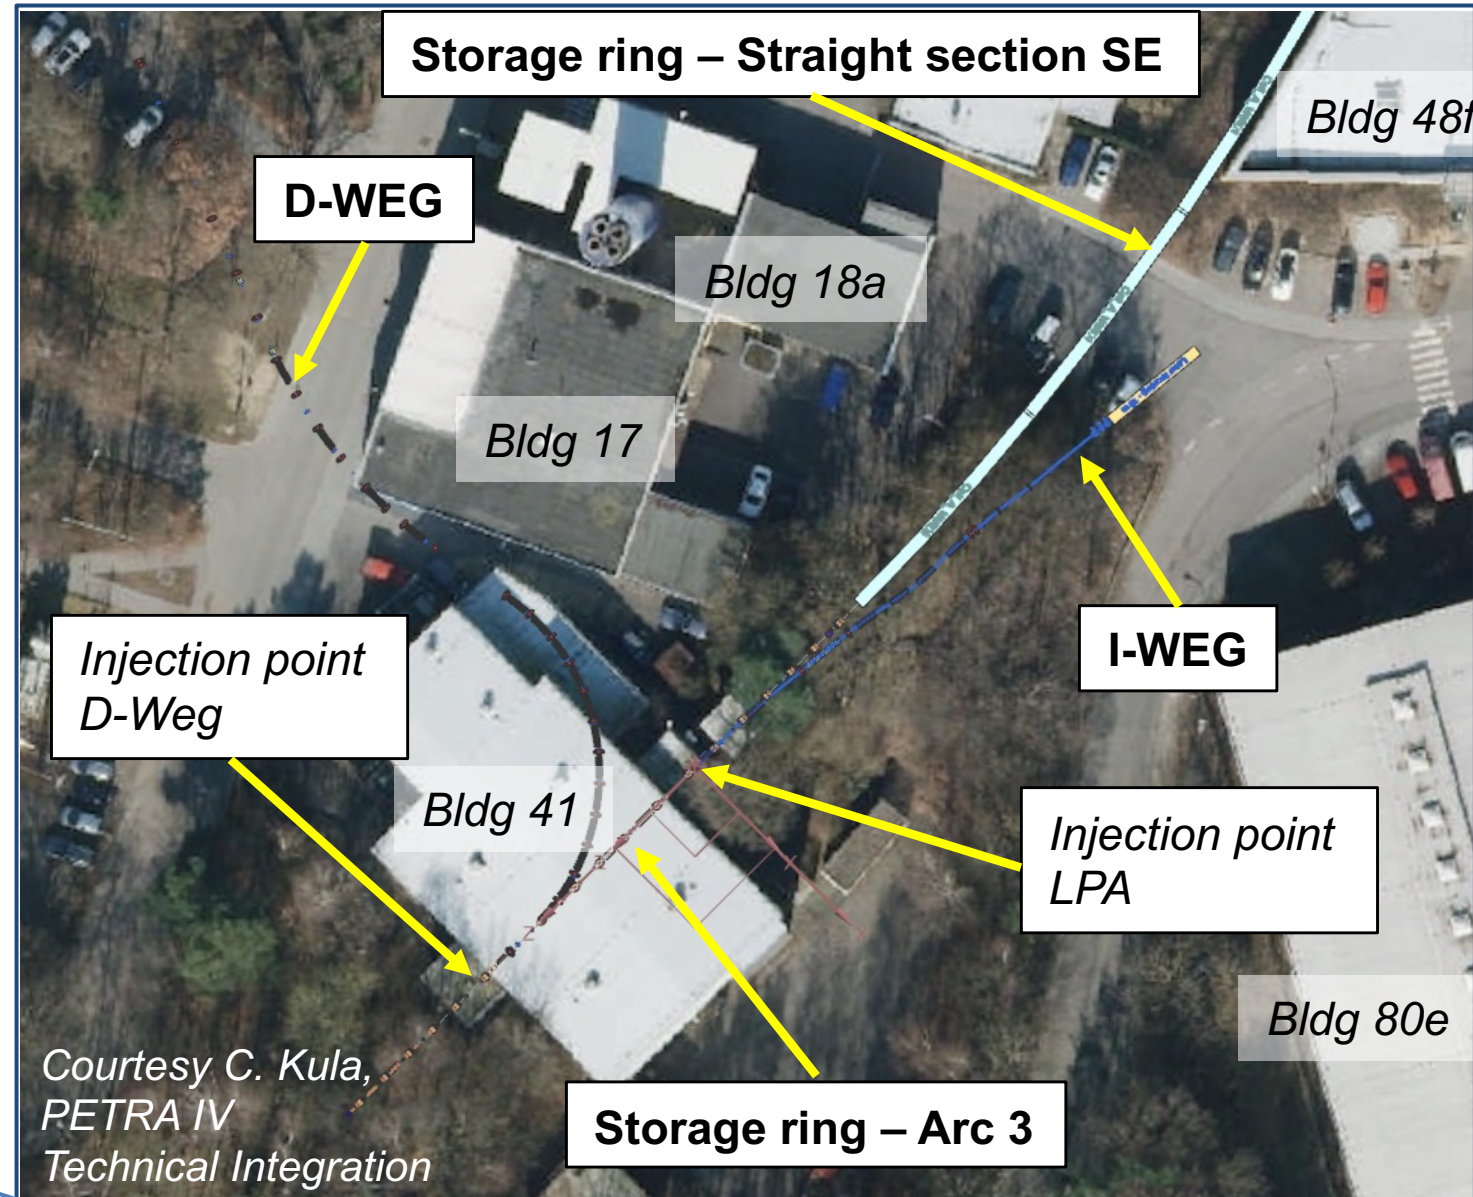 Storage ring – Straight section SE
Bldg 48f
D-WEG
Bldg 18a
Bldg 17
I-WEG
Injection point
D-Weg
Bldg 41
Injection point
LPA
Z
X
Bldg 80e
Courtesy C. Kula,
PETRA IV
Technical Integration
Storage ring – Arc 3